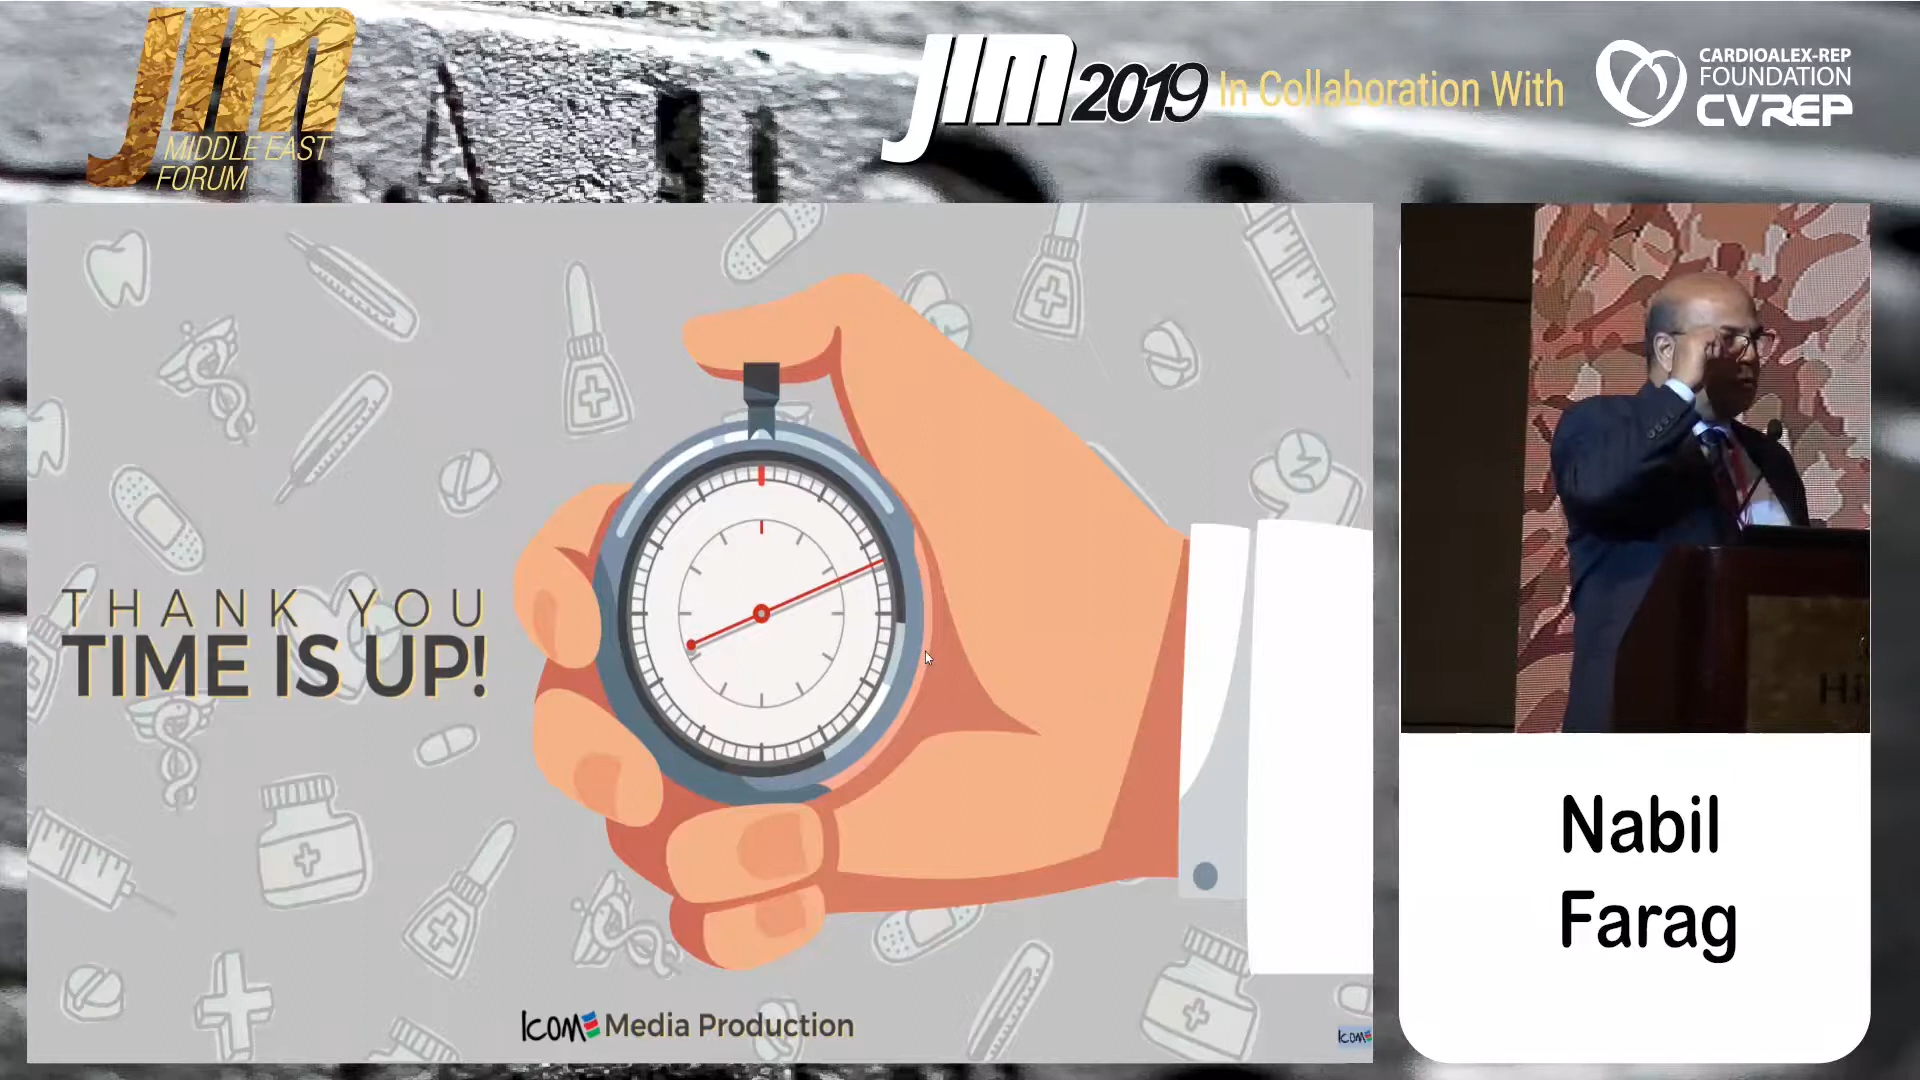 JIM
MIDDLE EAST
FORUM
JIM 2019 In Collaboration With
CARDIOALEX-REP
FOUNDATION
CVREP
THANK YOU
TIME IS UP!
ICOM Media Production
ICOM
Hi
Nabil
Farag